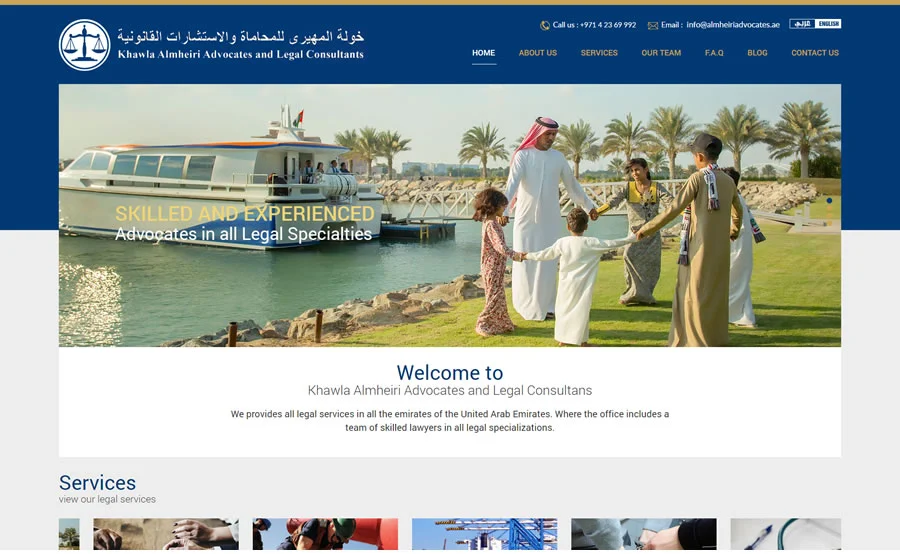 خولة المهيري للمحاماة والاستشارات القانونية
Khawla Almheiri Advocates and Legal Consultants
Call us : +971 4 23 69 992
Email : info@almheiriadvocates.ae
عربي ENGLISH
HOME ABOUT US SERVICES OUR TEAM F.A.Q BLOG CONTACT US
SKILLED AND EXPERIENCED
Advocates in all Legal Specialties
Welcome to
Khawla Almheiri Advocates and Legal Consultans
We provides all legal services in all the emirates of the United Arab Emirates. Where the office includes a
team of skilled lawyers in all legal specializations.
Services
view our legal services